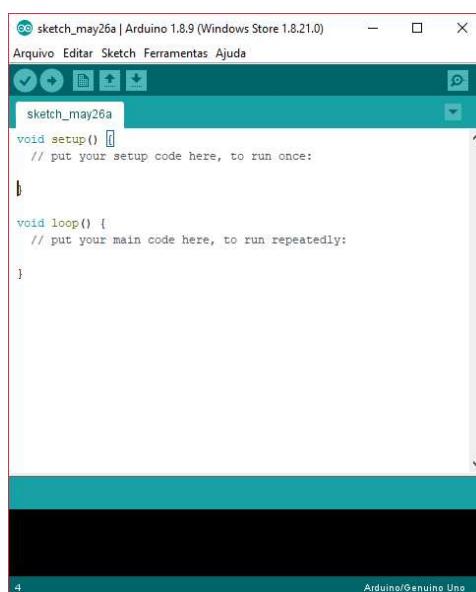 sketch_may26a | Arduino 1.8.9 (Windows Store 1.8.21.0)
Arquivo Editar Sketch Ferramentas Ajuda
sketch_may26a
void setup() {
// put your setup code here, to run once:
}
void loop() {
// put your main code here, to run repeatedly:
}
4
Arduino/Genuino Uno